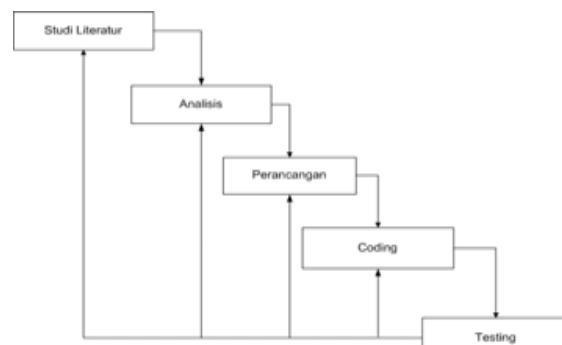 Studi Literatur
Analisis
Perancangan
Coding
Testing